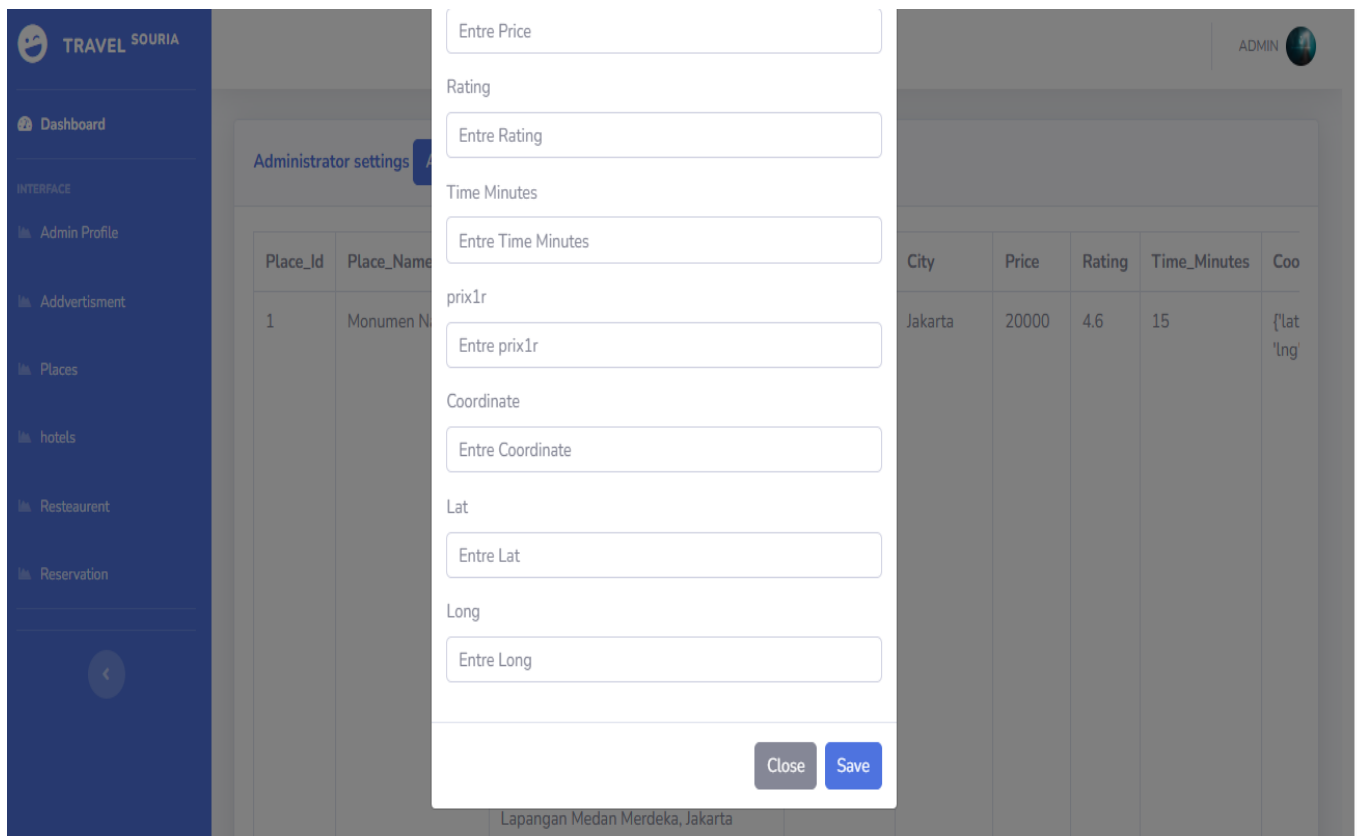 TRAVEL SOURIA
Dashboard
INTERFACE
Admin Profile
Addvertisment
Places
hotels
Resteaurent
Reservation
ADMIN
Administrator settings
Place_Id Place_Name City Price Rating Time_Minutes Coo
1 Monumen Jakarta 20000 4.6 15 {'lat
'lng'
Lapangan Medan Merdeka, Jakarta
Entre Price
Rating
Entre Rating
Time Minutes
Entre Time Minutes
prix1r
Entre prix1r
Coordinate
Entre Coordinate
Lat
Entre Lat
Long
Entre Long
Close Save